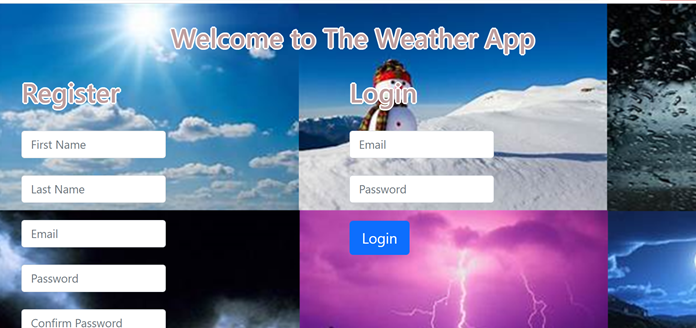 Welcome to The Weather App
Register
First Name
Last Name
Email
Password
Confirm Password
Login
Email
Password
Login